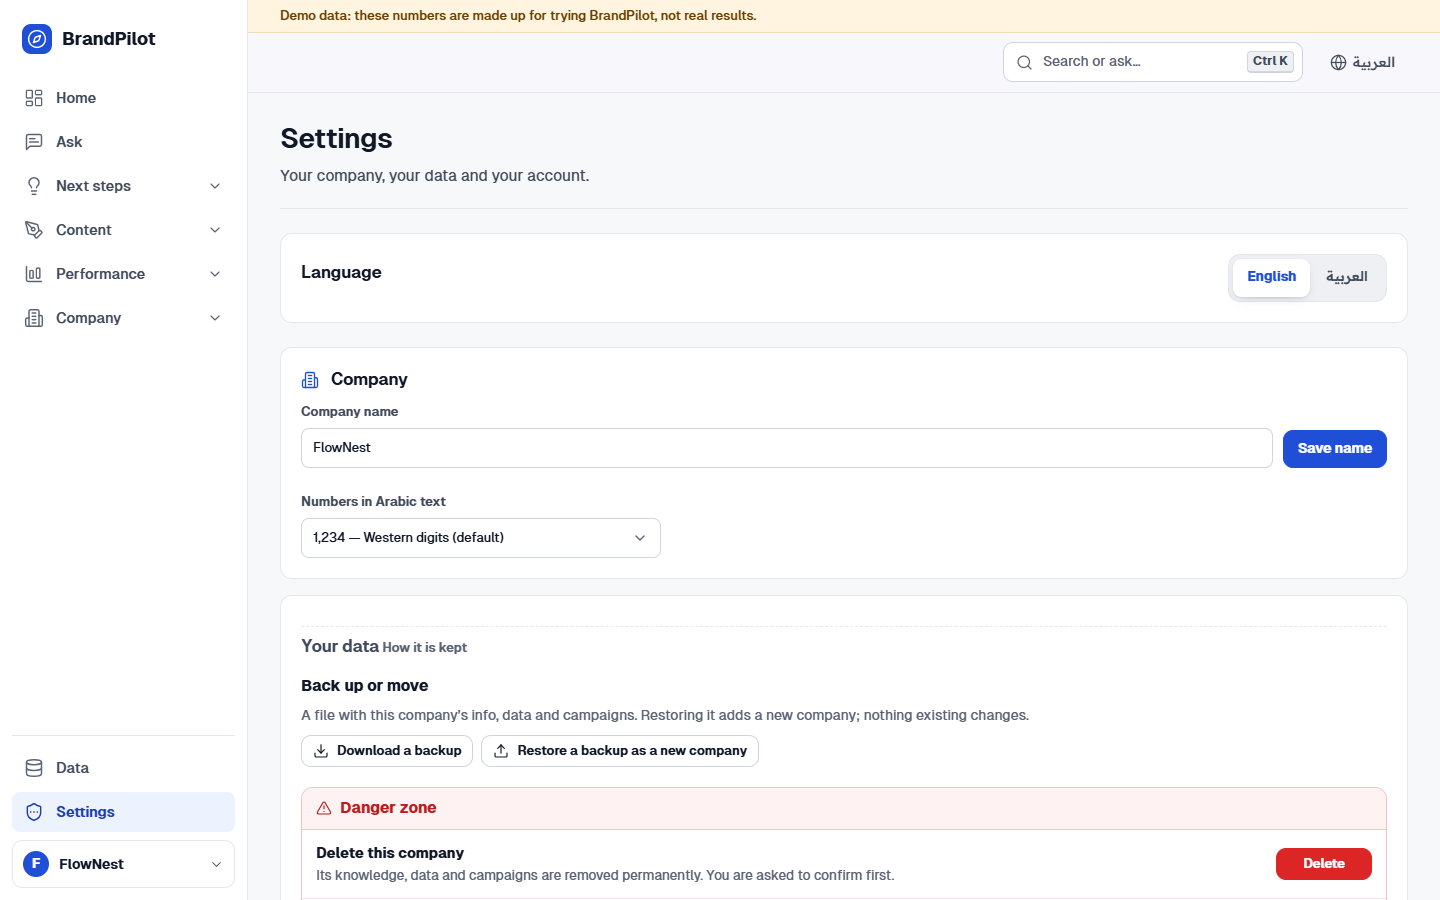 Demo data: these numbers are made up for trying BrandPilot, not real results.
BrandPilot
Search or ask...
Ctrl K
العربية
Home
Ask
Next steps
Content
Performance
Company
Settings
Your company, your data and your account.
Language
English
العربية
Company
Company name
FlowNest
Save name
Numbers in Arabic text
1,234 — Western digits (default)
Your data How it is kept
Back up or move
A file with this company's info, data and campaigns. Restoring it adds a new company; nothing existing changes.
Download a backup
Restore a backup as a new company
Danger zone
Delete this company
Its knowledge, data and campaigns are removed permanently. You are asked to confirm first.
Delete
Data
Settings
F FlowNest